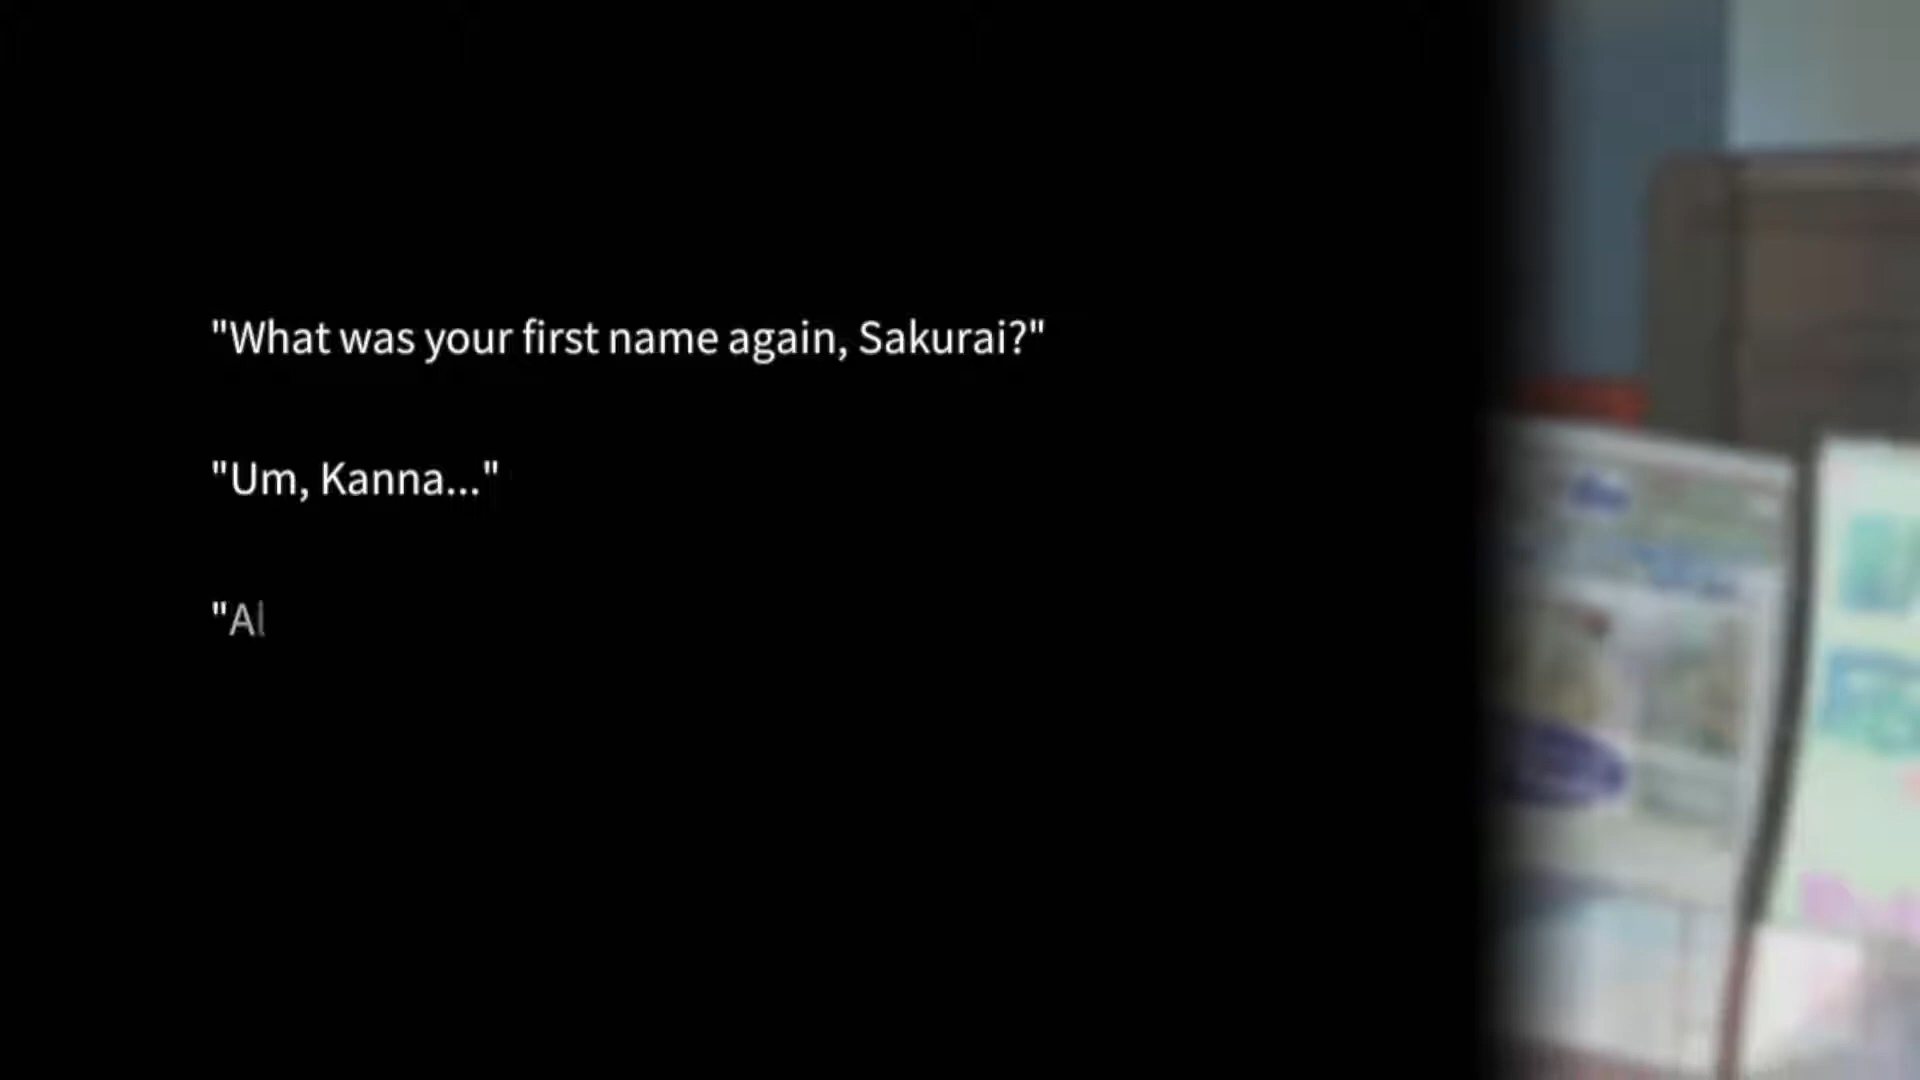 "What was your first name again, Sakurai?"
"Um, Kanna..."
"Al